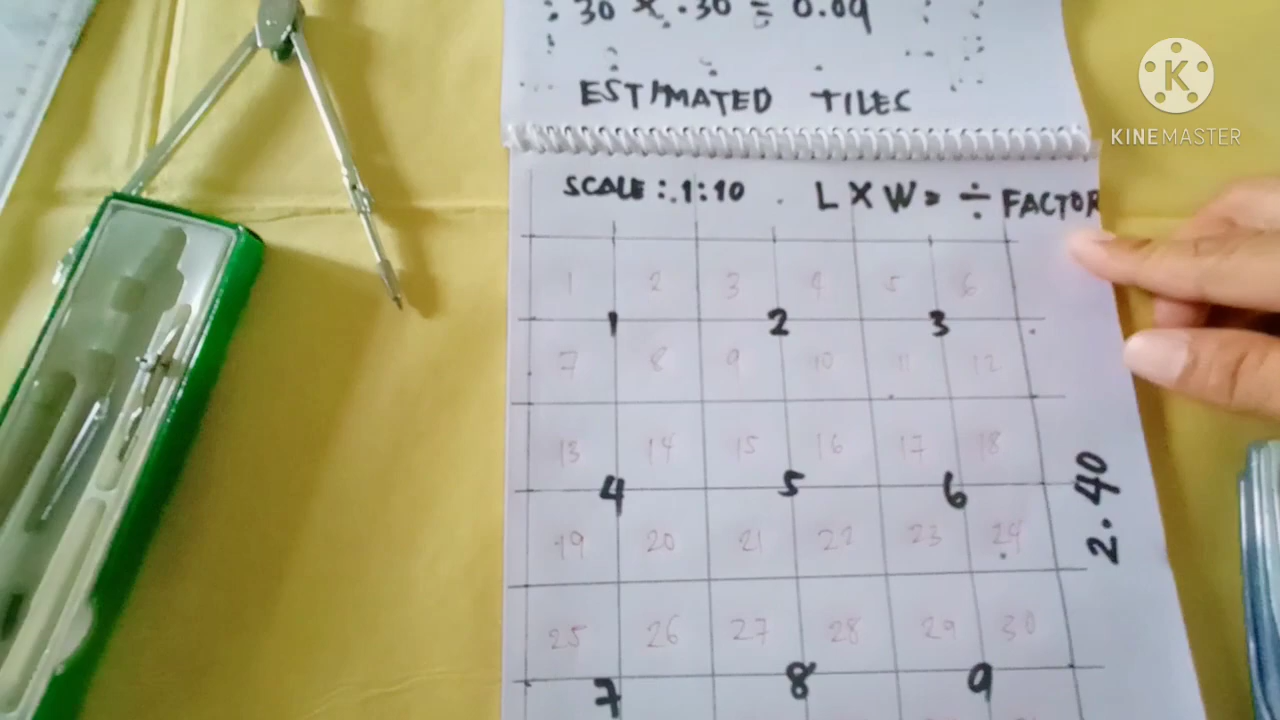 .30 × .30 = 0.09
ESTIMATED TILES
SCALE: 1:10 L X W = ÷ FACTOR
1 2 3 4 5 6
1 2 3
7 8 9 10 11 12
13 14 15 16 17 18
4 5 6
2.40
19 20 21 22 23 24
25 26 27 28 29 30
7 8 9
K
KINEMASTER